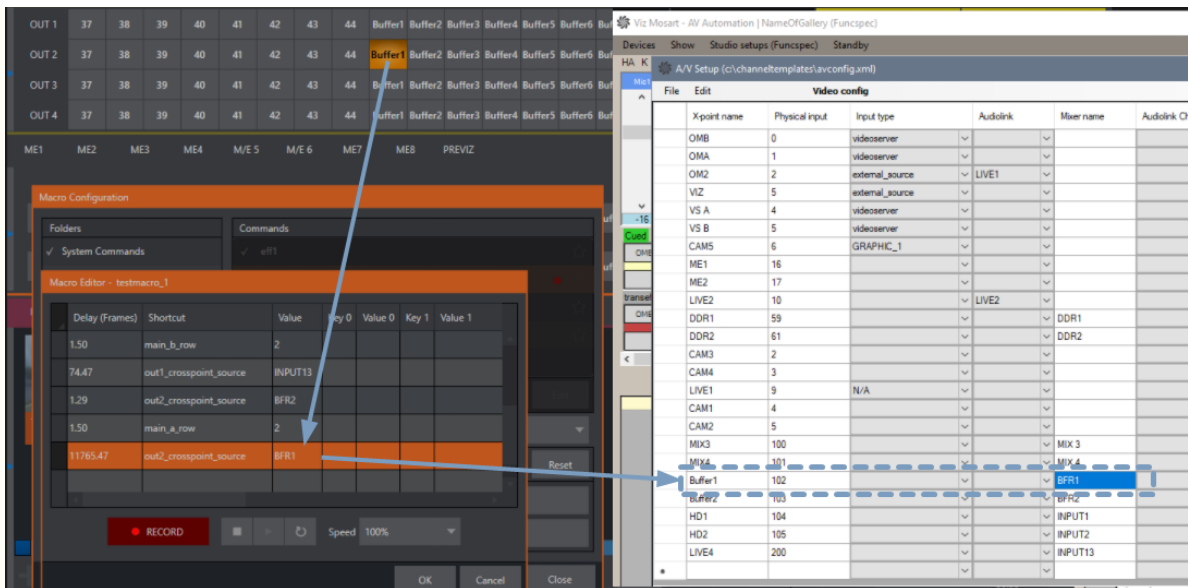 OUT 1 37 38 39 40 41 42 43 44 Buffer1 Buffer2 Buffer3 Buffer4 Buffer5 Buffer6 Buf
OUT 2 37 38 39 40 41 42 43 44 Buffer1 Buffer2 Buffer3 Buffer4 Buffer5 Buffer6 Buf
OUT 3 37 38 39 40 41 42 43 44 Buffer1 Buffer2 Buffer3 Buffer4 Buffer5 Buffer6 Buf
OUT 4 37 38 39 40 41 42 43 44 Buffer1 Buffer2 Buffer3 Buffer4 Buffer5 Buffer6 Buf
ME1 ME2 ME3 ME4 M/E 5 M/E 6 ME7 ME8 PREVIZ
Macro Configuration
Folders Commands
✓ System Commands ✓ eff1
Macro Editor - testmacro_1
Delay (Frames) Shortcut Value Key 0 Value 0 Key 1 Value 1
1.50 main_b_row 2
74.47 out1_crosspoint_source INPUT13
1.29 out2_crosspoint_source BFR2
1.50 main_a_row 2
11765.47 out2_crosspoint_source BFR1
Reset
RECORD Speed 100%
OK Cancel Close
Viz Mosart - AV Automation | NameOfGallery (Funcspec)
Devices Show Studio setups (Funcspec) Standby
HA K
A/V Setup (c:\channeltemplates\avconfig.xml)
File Edit Video config
X-point name Physical input Input type Audiolink Mixer name Audiolink Ch
OMB 0 videoserver
OMA 1 videoserver
OM2 2 external_source LIVE1
VIZ 5 external_source
VS A 4 videoserver
VS B 5 videoserver
CAM5 6 GRAPHIC_1
ME1 16
ME2 17
LIVE2 10 LIVE2
DDR1 59 DDR1
DDR2 61 DDR2
CAM3 2
CAM4 3
LIVE1 9 N/A
CAM1 4
CAM2 5
MIX3 100 MIX 3
MIX4 101 MIX 4
Buffer1 102 BFR1
Buffer2 103 BFR2
HD1 104 INPUT1
HD2 105 INPUT2
LIVE4 200 INPUT13
-16
Cued
OMB
transe
OMB